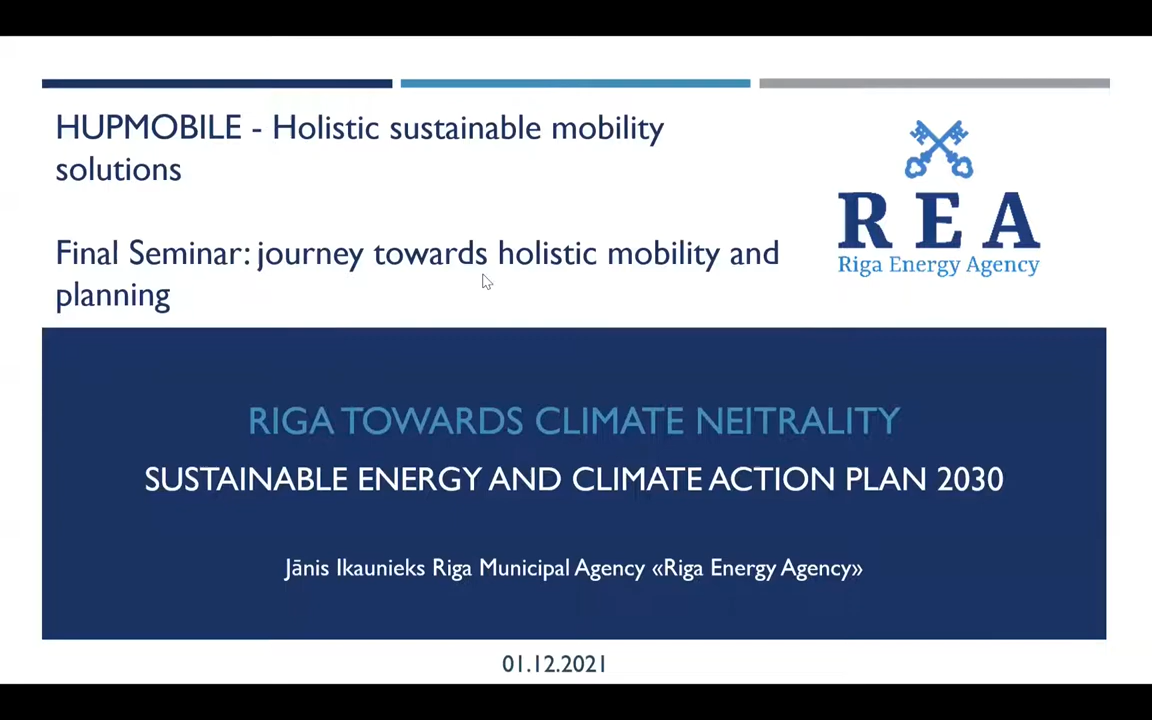 HUPMOBILE - Holistic sustainable mobility
solutions
Final Seminar: journey towards holistic mobility and
planning
REA
Riga Energy Agency
RIGA TOWARDS CLIMATE NEITRALITY
SUSTAINABLE ENERGY AND CLIMATE ACTION PLAN 2030
Jānis Ikaunieks Riga Municipal Agency «Riga Energy Agency»
01.12.2021